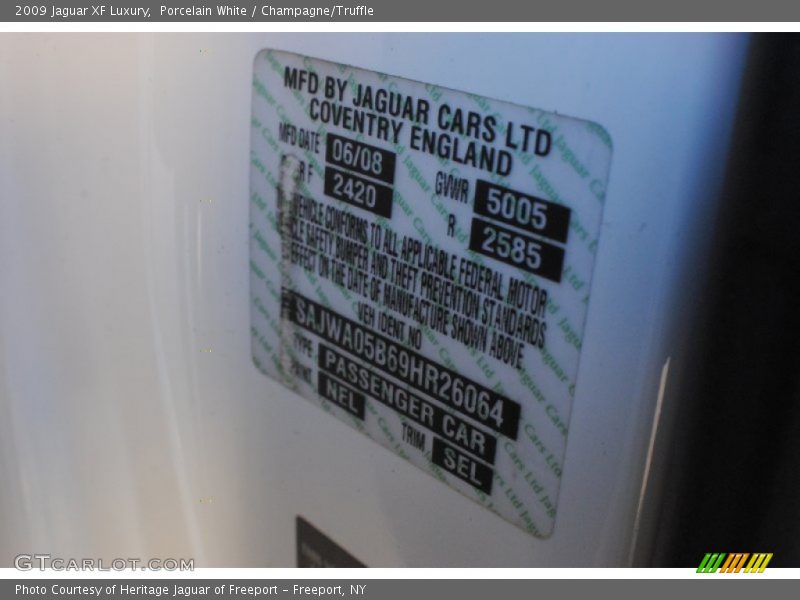 2009 Jaguar XF Luxury, Porcelain White / Champagne/Truffle
MFD BY JAGUAR CARS LTD
COVENTRY ENGLAND
MFD DATE 06/08 GVWR 5005
F 2420 R 2585
VEHICLE CONFORMS TO ALL APPLICABLE FEDERAL MOTOR
SAFETY BUMPER AND THEFT PREVENTION STANDARDS
EFFECT ON THE DATE OF MANUFACTURE SHOWN ABOVE
VEH IDENT NO
SAJWA05B69HR26064
TYPE PASSENGER CAR
NEL TRIM SEL
GTCARLOT.COM
Photo Courtesy of Heritage Jaguar of Freeport - Freeport, NY